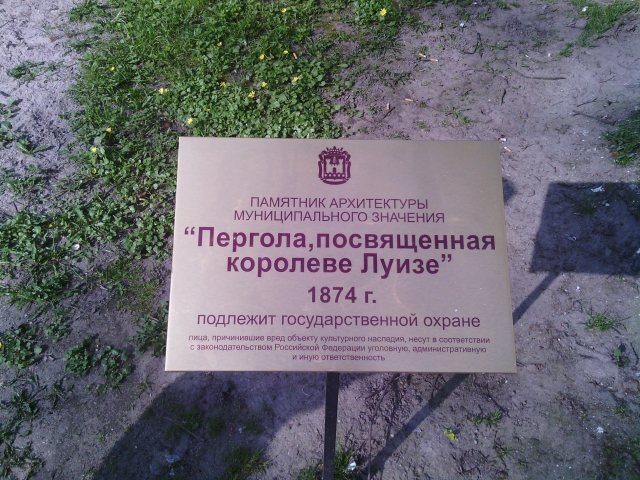 ПАМЯТНИК АРХИТЕКТУРЫ
МУНИЦИПАЛЬНОГО ЗНАЧЕНИЯ
“Пергола,посвященная
королеве Луизе”
1874 г.
подлежит государственной охране
лица, причинившие вред объекту культурного наследия, несут в соответствии
с законодательством Российской Федерации уголовную, административную
и иную ответственность